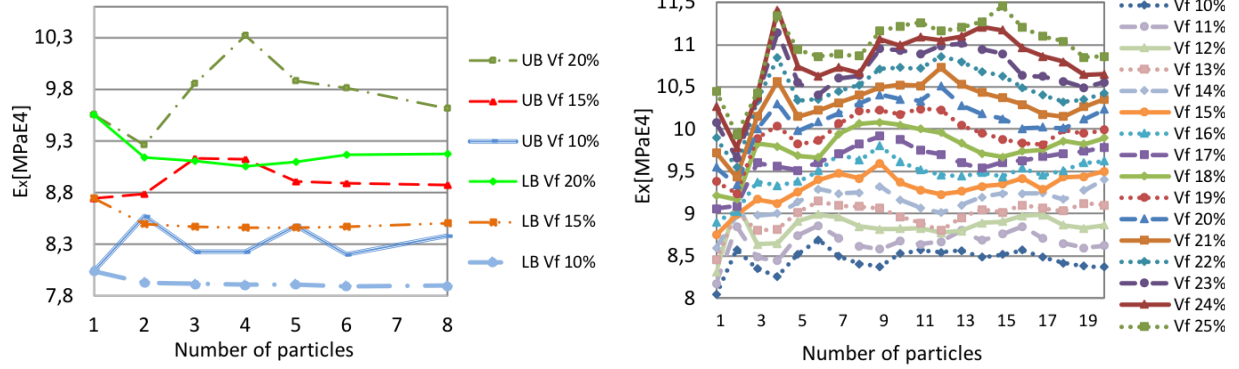 10,3
9,8
9,3
8,8
8,3
7,8
Ex[MPaE4]
1 2 3 4 5 6 7 8
Number of particles
UB Vf 20%
UB Vf 15%
UB Vf 10%
LB Vf 20%
LB Vf 15%
LB Vf 10%
11,5
11
10,5
10
9,5
9
8,5
8
Ex[MPaE4]
1 3 5 7 9 11 13 15 17 19
Number of particles
Vf 10%
Vf 11%
Vf 12%
Vf 13%
Vf 14%
Vf 15%
Vf 16%
Vf 17%
Vf 18%
Vf 19%
Vf 20%
Vf 21%
Vf 22%
Vf 23%
Vf 24%
Vf 25%